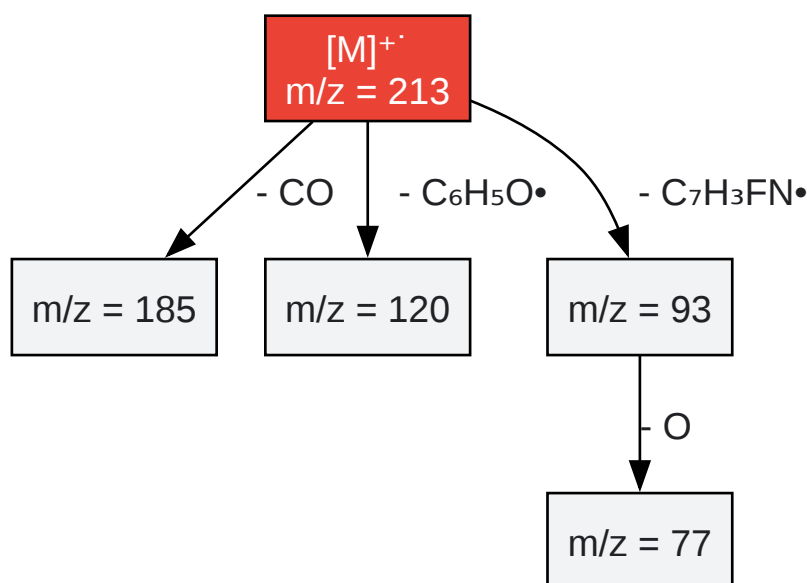 [M]⁺˙
m/z = 213
- CO
- C₆H₅O•
- C₇H₃FN•
m/z = 185
m/z = 120
m/z = 93
- O
m/z = 77